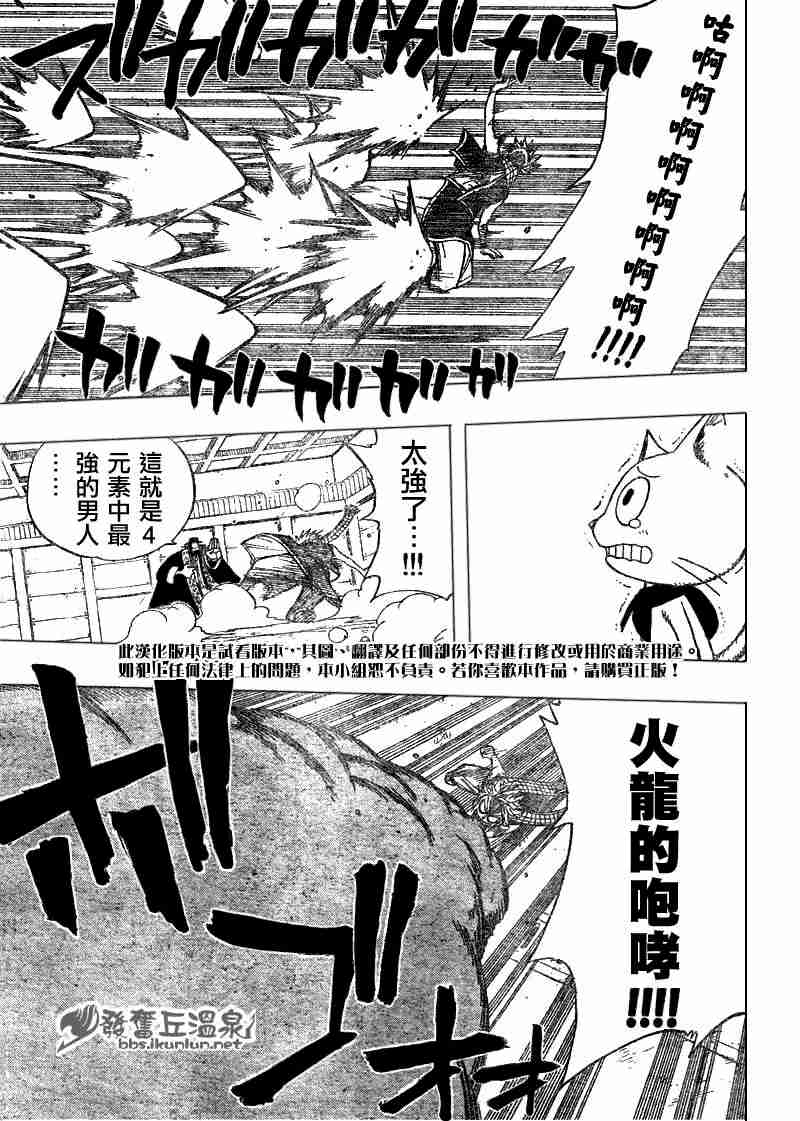 咕啊啊啊啊啊啊啊啊!!!!
ズガガガガガ
ガガガガガガ
太強了…!!!
這就是4
元素中最
強的男人
……
此漢化版本是試看版本，其圖、翻譯及任何部份不得進行修改或用於商業用途。
如犯上任何法律上的問題，本小組恕不負責。若你喜歡本作品，請購買正版！
火龍的咆哮!!!!
ゴオオ
發奮丘溫泉
bbs.ikunlun.net